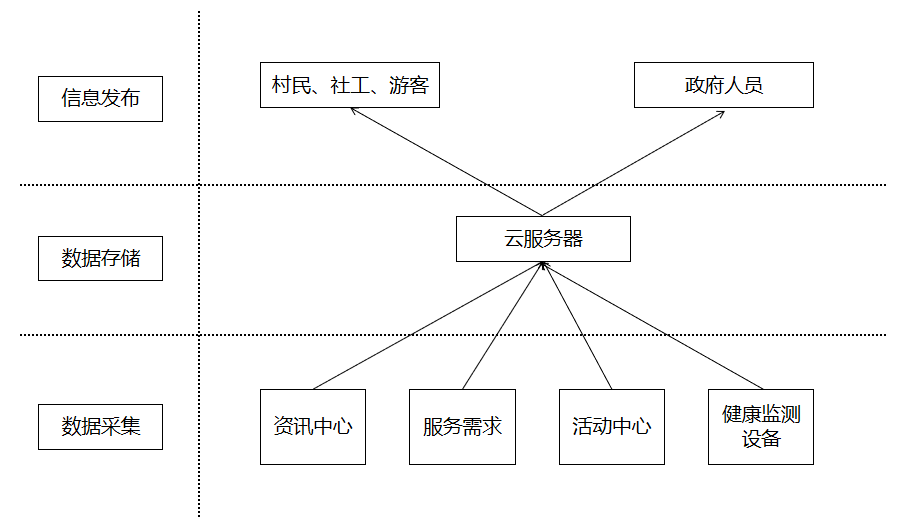 信息发布
村民、社工、游客
政府人员
数据存储
云服务器
数据采集
资讯中心
服务需求
活动中心
健康监测
设备